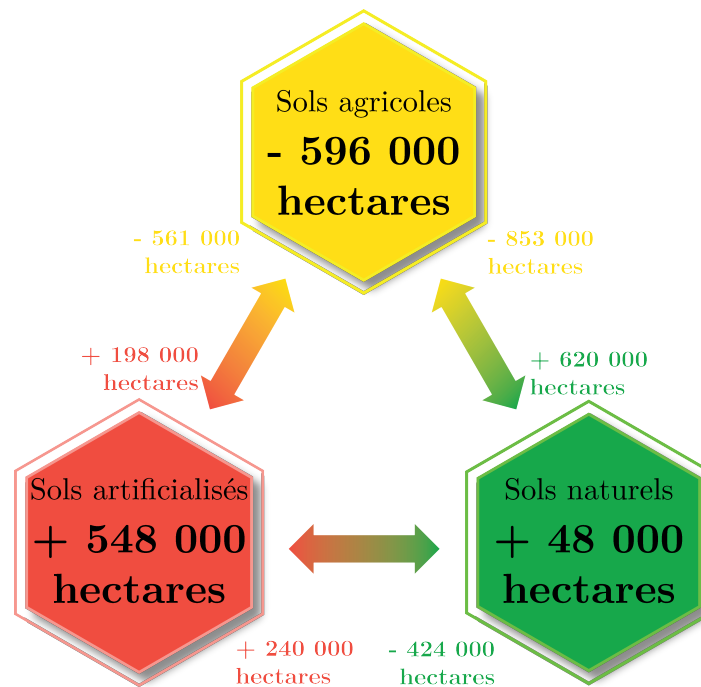 Sols agricoles
- 596 000
hectares
- 561 000
hectares
- 853 000
hectares
+ 198 000
hectares
+ 620 000
hectares
Sols artificialisés
+ 548 000
hectares
Sols naturels
+ 48 000
hectares
+ 240 000
hectares
- 424 000
hectares